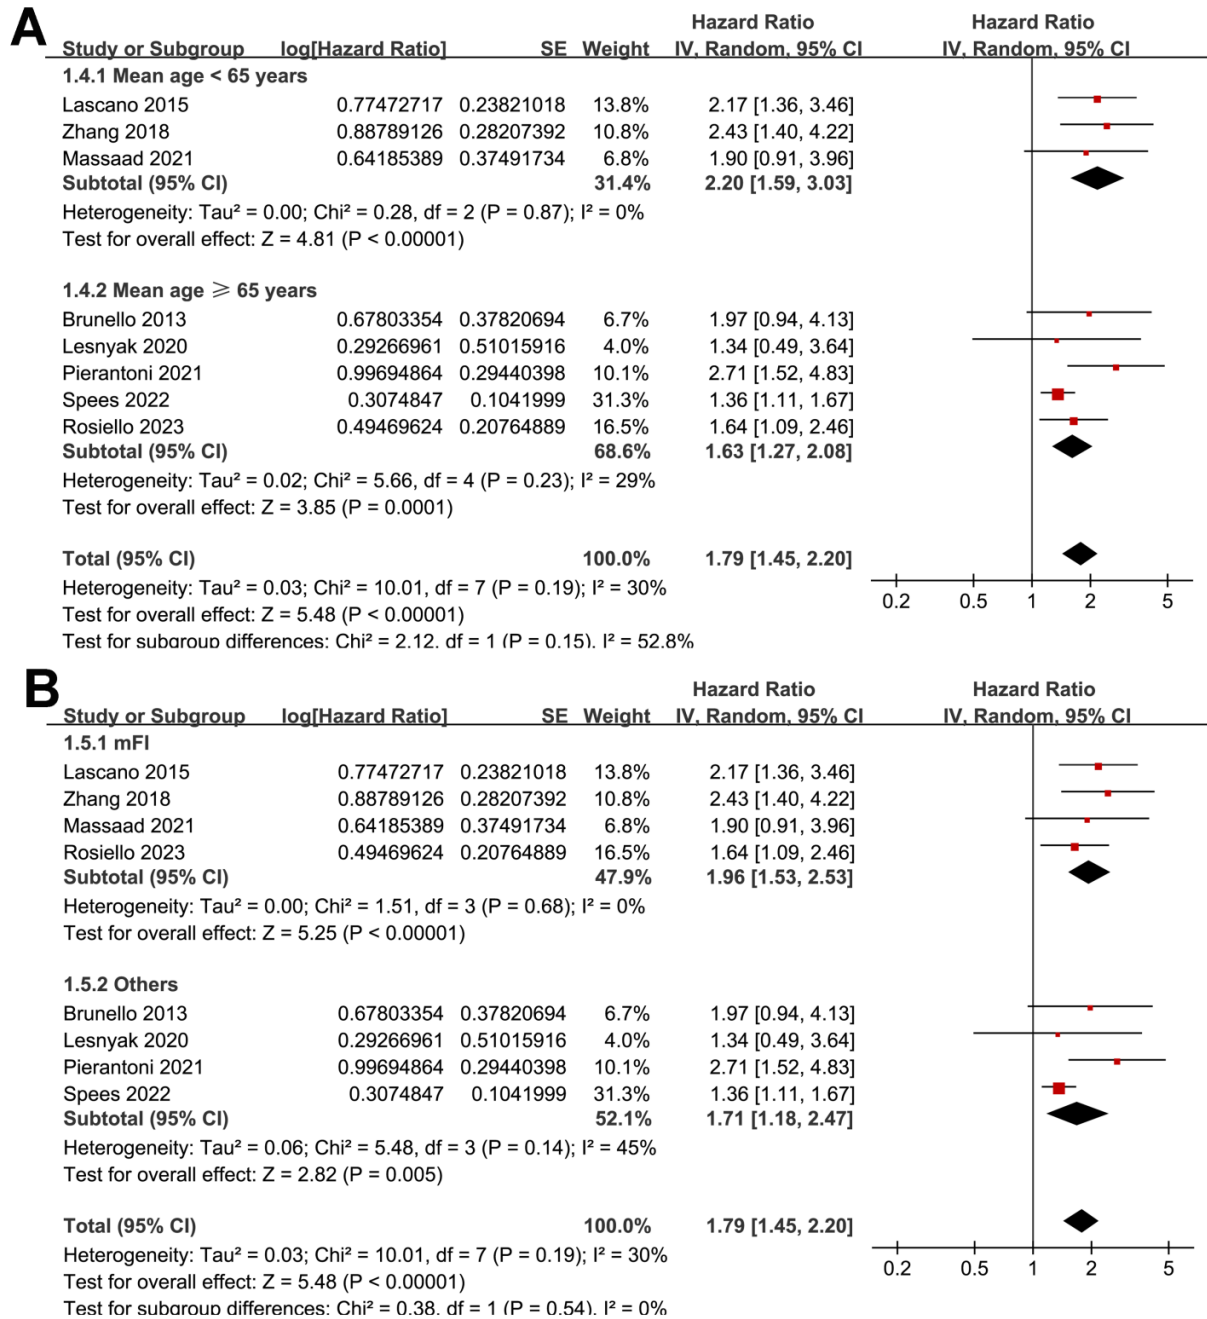 A
Hazard Ratio Hazard Ratio
Study or Subgroup log[Hazard Ratio] SE Weight IV, Random, 95% CI IV, Random, 95% CI
1.4.1 Mean age < 65 years
Lascano 2015 0.77472717 0.23821018 13.8% 2.17 [1.36, 3.46]
Zhang 2018 0.88789126 0.28207392 10.8% 2.43 [1.40, 4.22]
Massaad 2021 0.64185389 0.37491734 6.8% 1.90 [0.91, 3.96]
Subtotal (95% CI) 31.4% 2.20 [1.59, 3.03]
Heterogeneity: Tau² = 0.00; Chi² = 0.28, df = 2 (P = 0.87); I² = 0%
Test for overall effect: Z = 4.81 (P < 0.00001)
1.4.2 Mean age ⩾ 65 years
Brunello 2013 0.67803354 0.37820694 6.7% 1.97 [0.94, 4.13]
Lesnyak 2020 0.29266961 0.51015916 4.0% 1.34 [0.49, 3.64]
Pierantoni 2021 0.99694864 0.29440398 10.1% 2.71 [1.52, 4.83]
Spees 2022 0.3074847 0.1041999 31.3% 1.36 [1.11, 1.67]
Rosiello 2023 0.49469624 0.20764889 16.5% 1.64 [1.09, 2.46]
Subtotal (95% CI) 68.6% 1.63 [1.27, 2.08]
Heterogeneity: Tau² = 0.02; Chi² = 5.66, df = 4 (P = 0.23); I² = 29%
Test for overall effect: Z = 3.85 (P = 0.0001)
Total (95% CI) 100.0% 1.79 [1.45, 2.20]
Heterogeneity: Tau² = 0.03; Chi² = 10.01, df = 7 (P = 0.19); I² = 30%
Test for overall effect: Z = 5.48 (P < 0.00001)
Test for subgroup differences: Chi² = 2.12, df = 1 (P = 0.15), I² = 52.8%
0.2 0.5 1 2 5
B
Hazard Ratio Hazard Ratio
Study or Subgroup log[Hazard Ratio] SE Weight IV, Random, 95% CI IV, Random, 95% CI
1.5.1 mFI
Lascano 2015 0.77472717 0.23821018 13.8% 2.17 [1.36, 3.46]
Zhang 2018 0.88789126 0.28207392 10.8% 2.43 [1.40, 4.22]
Massaad 2021 0.64185389 0.37491734 6.8% 1.90 [0.91, 3.96]
Rosiello 2023 0.49469624 0.20764889 16.5% 1.64 [1.09, 2.46]
Subtotal (95% CI) 47.9% 1.96 [1.53, 2.53]
Heterogeneity: Tau² = 0.00; Chi² = 1.51, df = 3 (P = 0.68); I² = 0%
Test for overall effect: Z = 5.25 (P < 0.00001)
1.5.2 Others
Brunello 2013 0.67803354 0.37820694 6.7% 1.97 [0.94, 4.13]
Lesnyak 2020 0.29266961 0.51015916 4.0% 1.34 [0.49, 3.64]
Pierantoni 2021 0.99694864 0.29440398 10.1% 2.71 [1.52, 4.83]
Spees 2022 0.3074847 0.1041999 31.3% 1.36 [1.11, 1.67]
Subtotal (95% CI) 52.1% 1.71 [1.18, 2.47]
Heterogeneity: Tau² = 0.06; Chi² = 5.48, df = 3 (P = 0.14); I² = 45%
Test for overall effect: Z = 2.82 (P = 0.005)
Total (95% CI) 100.0% 1.79 [1.45, 2.20]
Heterogeneity: Tau² = 0.03; Chi² = 10.01, df = 7 (P = 0.19); I² = 30%
Test for overall effect: Z = 5.48 (P < 0.00001)
Test for subgroup differences: Chi² = 0.38, df = 1 (P = 0.54), I² = 0%
0.2 0.5 1 2 5